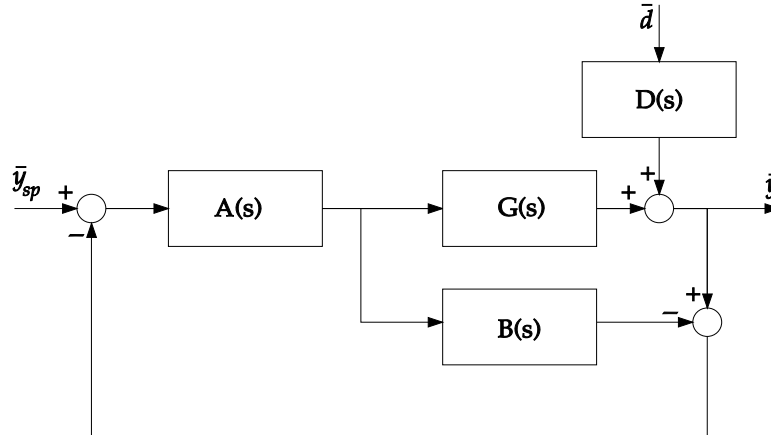 d̄
D(s)
ȳsp
+
−
A(s)
G(s)
+
+
B(s)
−
+